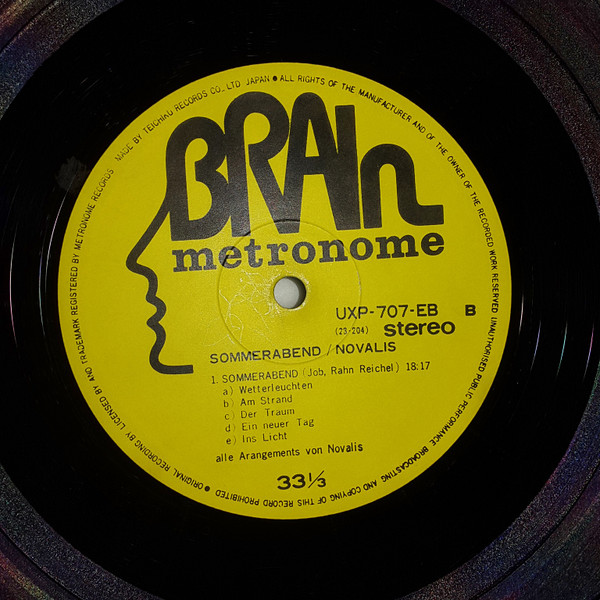 BRAIN
metronome
UXP-707-EB B
(23-204) stereo
SOMMERABEND / NOVALIS
1. SOMMERABEND (Job, Rahn Reichel) 18:17
a) Wetterleuchten
b) Am Strand
c) Der Traum
d) Ein neuer Tag
e) Ins Licht
alle Arangements von Novalis
33 1/3
● ORIGINAL RECORDING BY LICENSED BY AND TRADEMARK REGISTERED BY METRONOME RECORDS MADE BY TEICHIKU RECORDS CO., LTD JAPAN ● ALL RIGHTS OF THE MANUFACTURER AND OF THE OWNER OF THE RECORDED WORK RESERVED UNAUTHORISED PUBLIC PERFORMANCE BROADCASTING AND COPYING OF THIS RECORD PROHIBITED